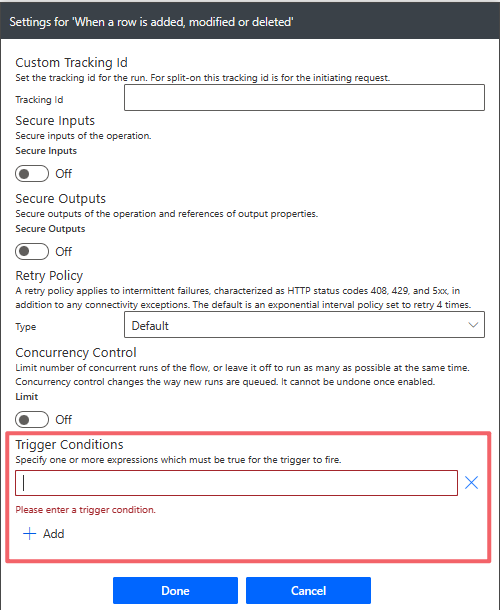 Settings for 'When a row is added, modified or deleted'
Custom Tracking Id
Set the tracking id for the run. For split-on this tracking id is for the initiating request.
Tracking Id
Secure Inputs
Secure inputs of the operation.
Secure Inputs
Off
Secure Outputs
Secure outputs of the operation and references of output properties.
Secure Outputs
Off
Retry Policy
A retry policy applies to intermittent failures, characterized as HTTP status codes 408, 429, and 5xx, in
addition to any connectivity exceptions. The default is an exponential interval policy set to retry 4 times.
Type
Default
Concurrency Control
Limit number of concurrent runs of the flow, or leave it off to run as many as possible at the same time.
Concurrency control changes the way new runs are queued. It cannot be undone once enabled.
Limit
Off
Trigger Conditions
Specify one or more expressions which must be true for the trigger to fire.
Please enter a trigger condition.
Add
Done
Cancel